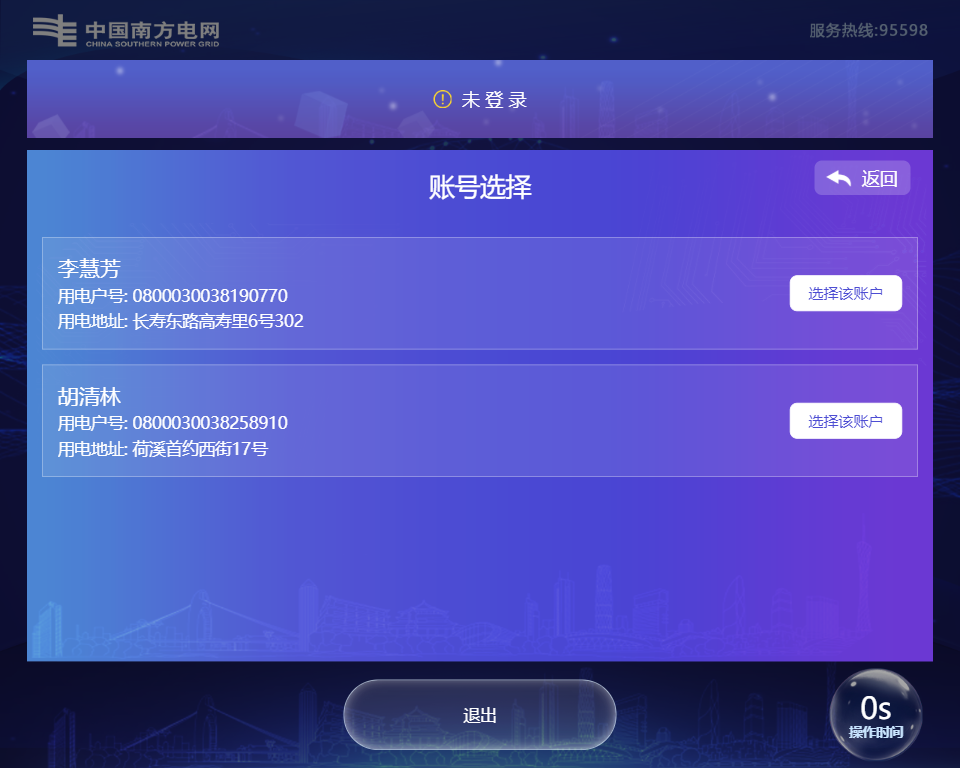 中国南方电网
CHINA SOUTHERN POWER GRID
服务热线:95598
未登录
账号选择
返回
李慧芳
用电户号: 0800030038190770
用电地址: 长寿东路高寿里6号302
选择该账户
胡清林
用电户号: 0800030038258910
用电地址: 荷溪首约西街17号
选择该账户
退出
0s
操作时间